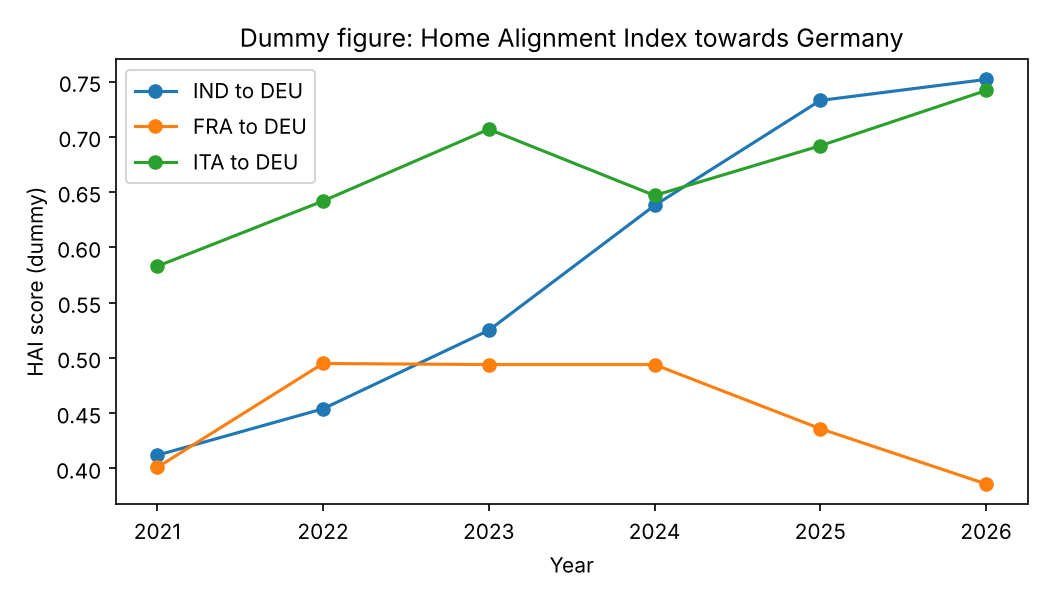 Dummy figure: Home Alignment Index towards Germany
IND to DEU
FRA to DEU
ITA to DEU
HAI score (dummy)
0.75
0.70
0.65
0.60
0.55
0.50
0.45
0.40
2021 2022 2023 2024 2025 2026
Year